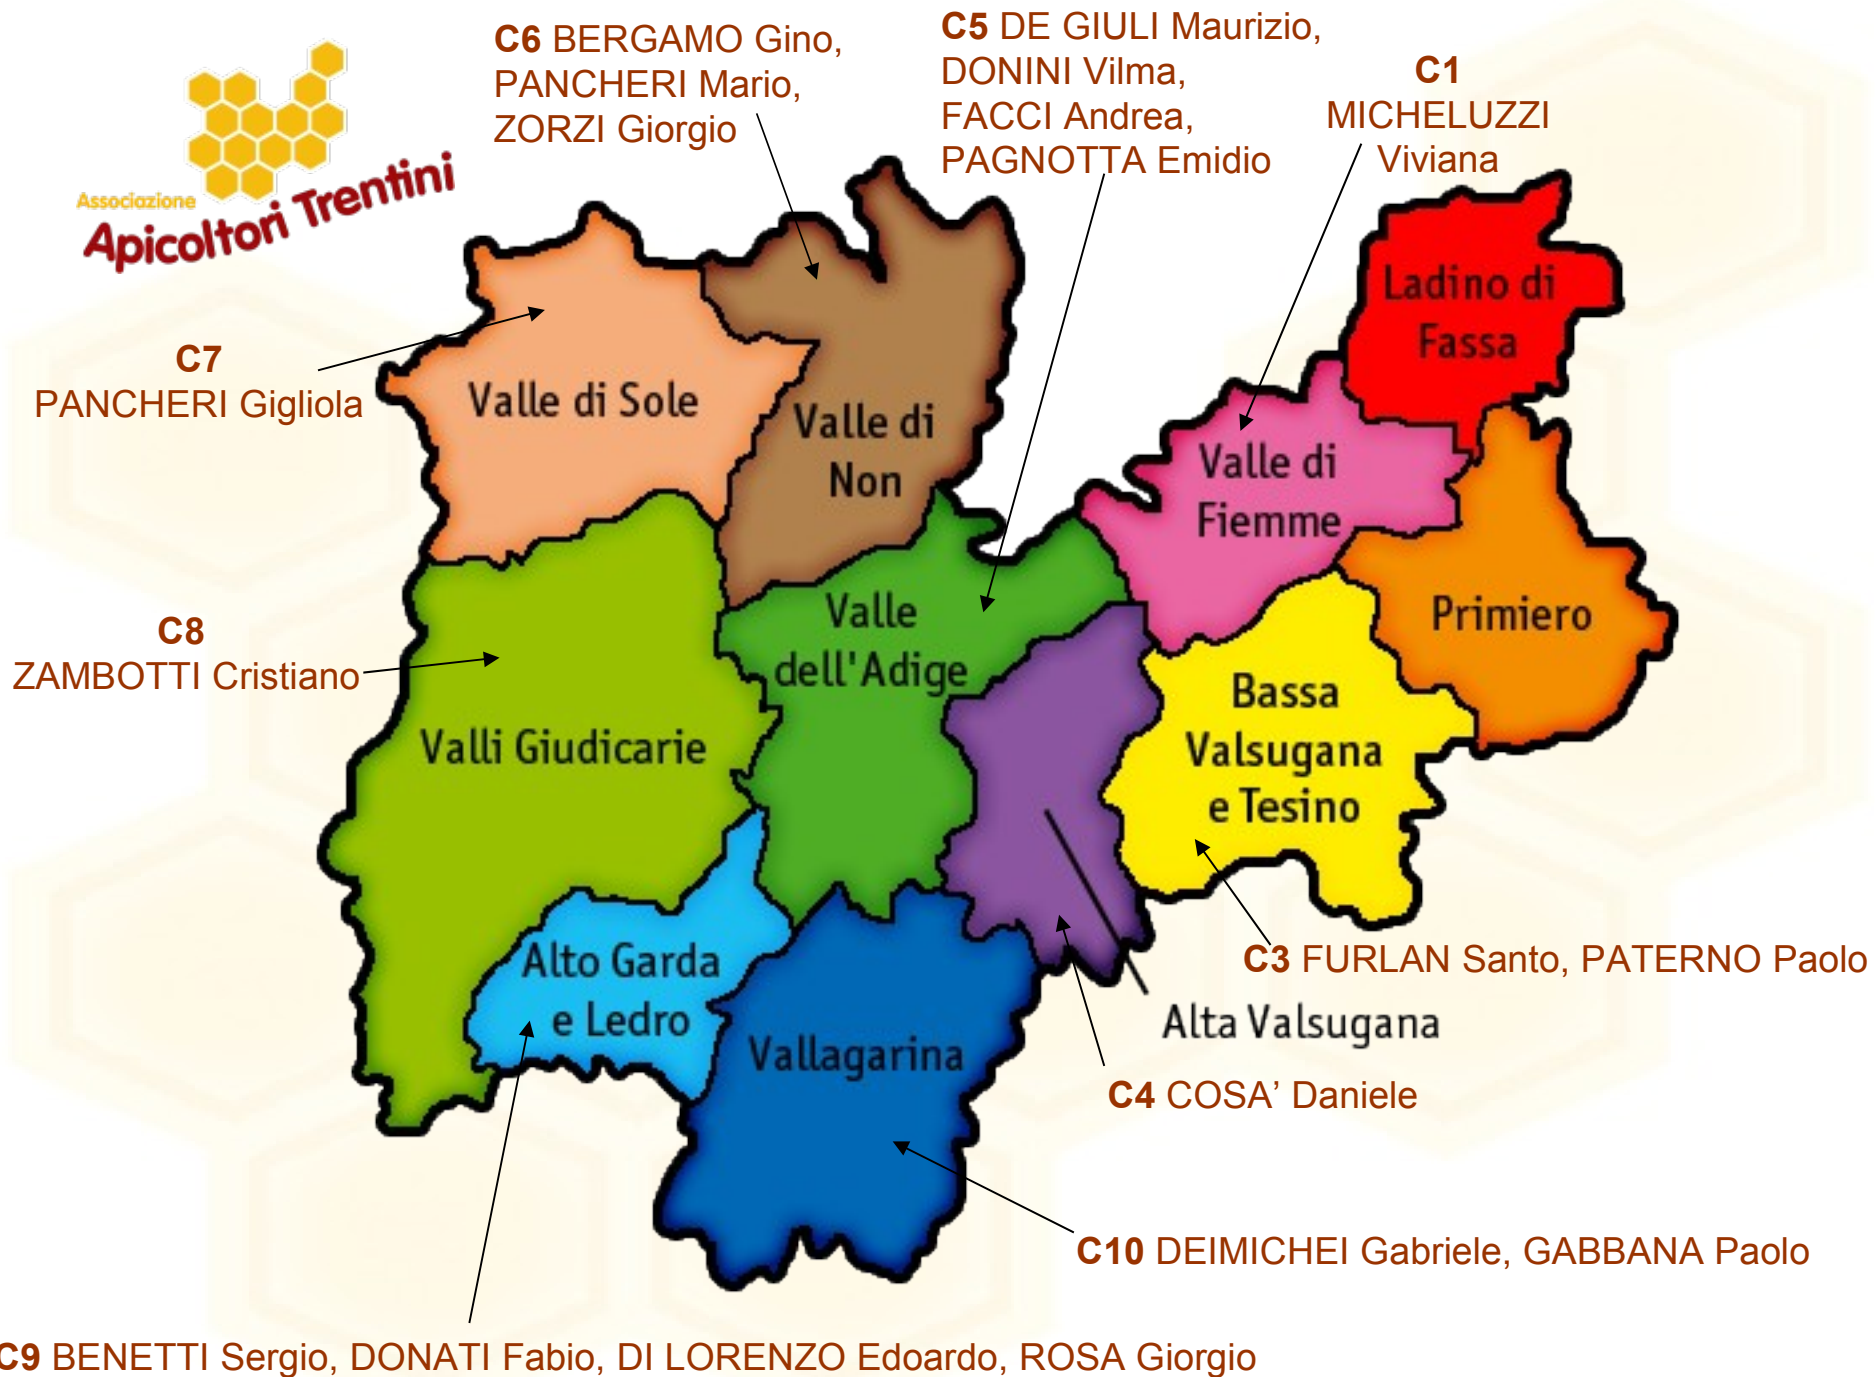 Associazione
Apicoltori Trentini
C6 BERGAMO Gino,
PANCHERI Mario,
ZORZI Giorgio
C5 DE GIULI Maurizio,
DONINI Vilma,
FACCI Andrea,
PAGNOTTA Emidio
C1
MICHELUZZI
Viviana
Ladino di
Fassa
C7
PANCHERI Gigliola
Valle di Sole
Valle di
Non
Valle di
Fiemme
C8
ZAMBOTTI Cristiano
Valle
dell'Adige
Primiero
Bassa
Valsugana
e Tesino
Valli Giudicarie
Alto Garda
e Ledro
C3 FURLAN Santo, PATERNO Paolo
Alta Valsugana
Vallagarina
C4 COSA’ Daniele
C10 DEIMICHEI Gabriele, GABBANA Paolo
C9 BENETTI Sergio, DONATI Fabio, DI LORENZO Edoardo, ROSA Giorgio